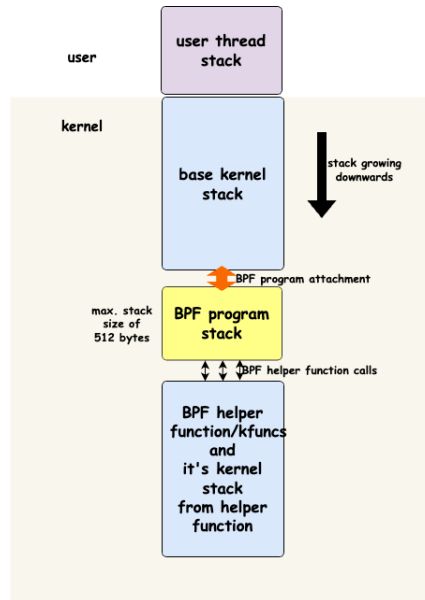 user thread
stack
user
kernel
base kernel
stack
stack growing
downwards
BPF program attachment
max. stack
size of
512 bytes
BPF program
stack
BPF helper function calls
BPF helper
function/kfuncs
and
it's kernel
stack
from helper
function